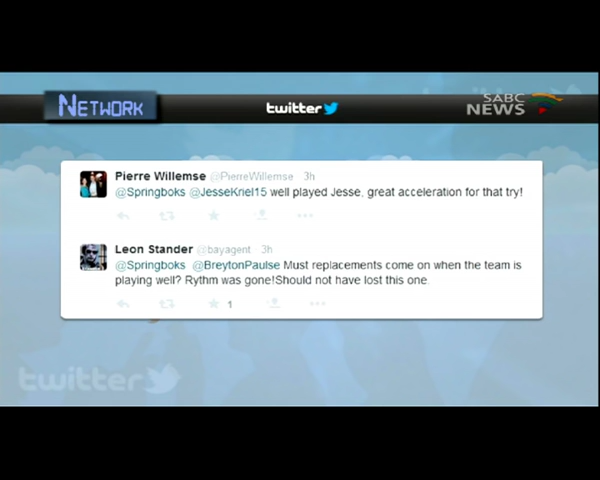 NETWORK
twitter
SABC
NEWS
Pierre Willemse @PierreWillemse 3h
@Springboks @JesseKriel15 well played Jesse, great acceleration for that try!
Leon Stander @bayagent 3h
@Springboks @BreytonPaulse Must replacements come on when the team is
playing well? Rythm was gone!Should not have lost this one.
1
twitter